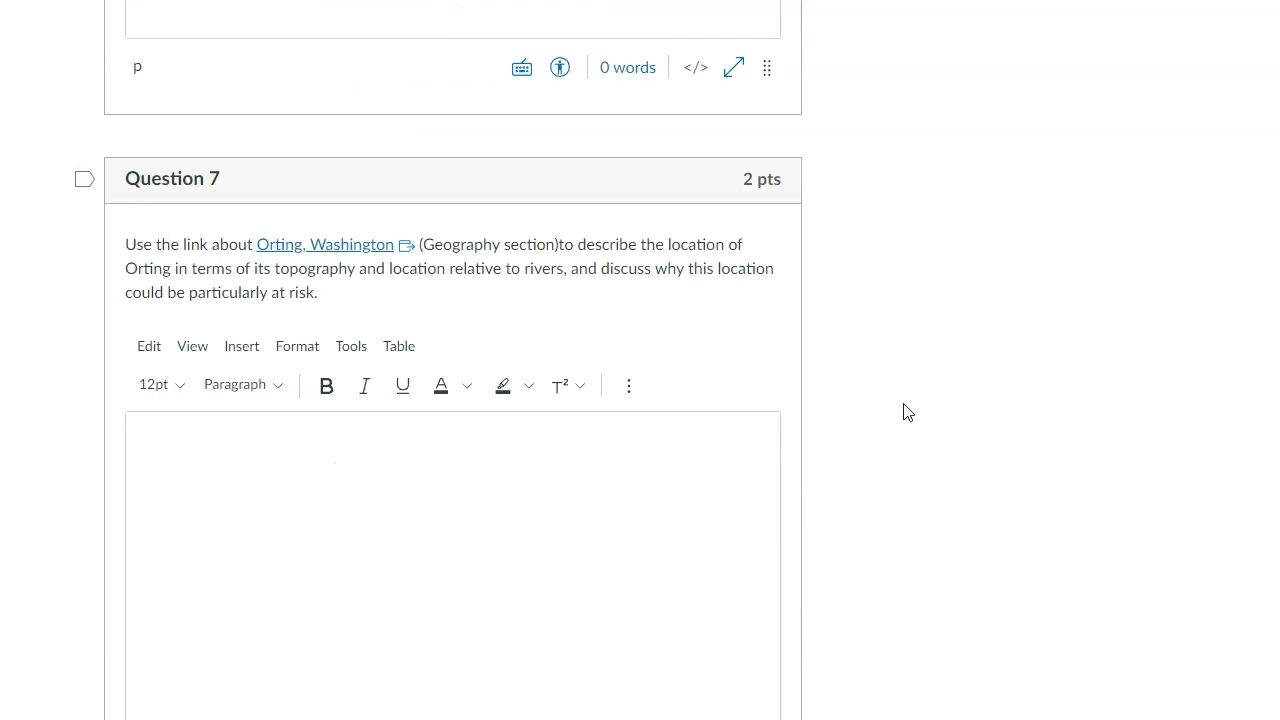 p
0 words
</>
Question 7
2 pts
Use the link about Orting, Washington (Geography section)to describe the location of
Orting in terms of its topography and location relative to rivers, and discuss why this location
could be particularly at risk.
Edit View Insert Format Tools Table
12pt Paragraph B I U A T²